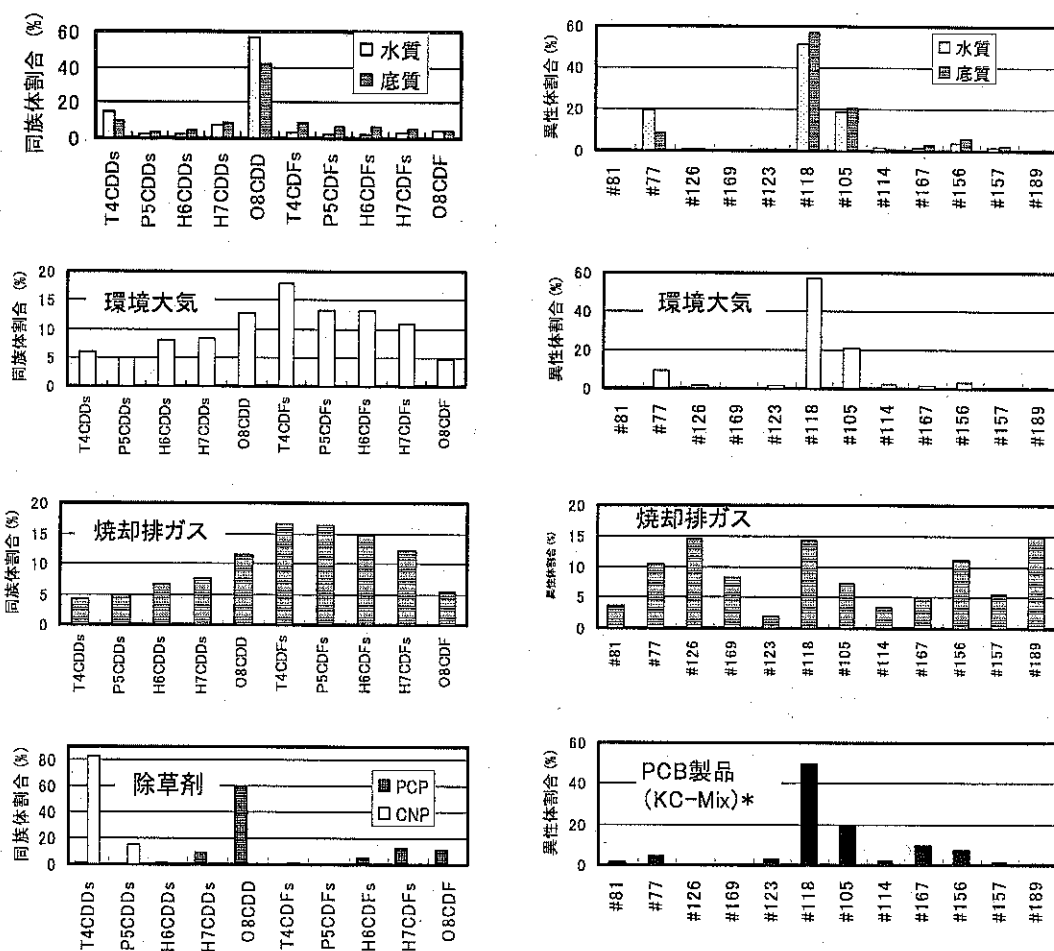 同族体割合 (%)
60
40
20
0
□ 水質
■ 底質
T4CDDs
P5CDDs
H6CDDs
H7CDDs
O8CDD
T4CDFs
P5CDFs
H6CDFs
H7CDFs
O8CDF
異性体割合 (%)
60
40
20
0
□ 水質
■ 底質
#81
#77
#126
#169
#123
#118
#105
#114
#167
#156
#157
#189
同族体割合 (%)
20
15
10
5
0
環境大気
T4CDDs
P5CDDs
H6CDDs
H7CDDs
O8CDD
T4CDFs
P5CDFs
H6CDFs
H7CDFs
O8CDF
異性体割合 (%)
60
40
20
0
環境大気
#81
#77
#126
#169
#123
#118
#105
#114
#167
#156
#157
#189
同族体割合 (%)
20
15
10
5
0
焼却排ガス
T4CDDs
P5CDDs
H6CDDs
H7CDDs
O8CDD
T4CDFs
P5CDFs
H6CDFs
H7CDFs
O8CDF
異性体割合 (%)
20
15
10
5
0
焼却排ガス
#81
#77
#126
#169
#123
#118
#105
#114
#167
#156
#157
#189
同族体割合 (%)
80
60
40
20
0
除草剤
■ PCP
□ CNP
T4CDDs
P5CDDs
H6CDDs
H7CDDs
O8CDD
T4CDFs
P5CDFs
H6CDFs
H7CDFs
O8CDF
異性体割合 (%)
60
40
20
0
PCB製品
(KC-Mix)*
#81
#77
#126
#169
#123
#118
#105
#114
#167
#156
#157
#189